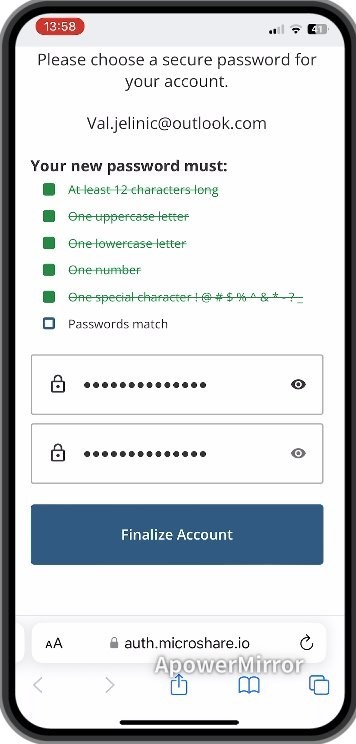 13:58
41
Please choose a secure password for
your account.
Val.jelinic@outlook.com
Your new password must:
At least 12 characters long
One uppercase letter
One lowercase letter
One number
One special character ! @ # $ % ^ & * - ? _
Passwords match
••••••••••••••
••••••••••••••
Finalize Account
AA auth.microshare.io
ApowerMirror